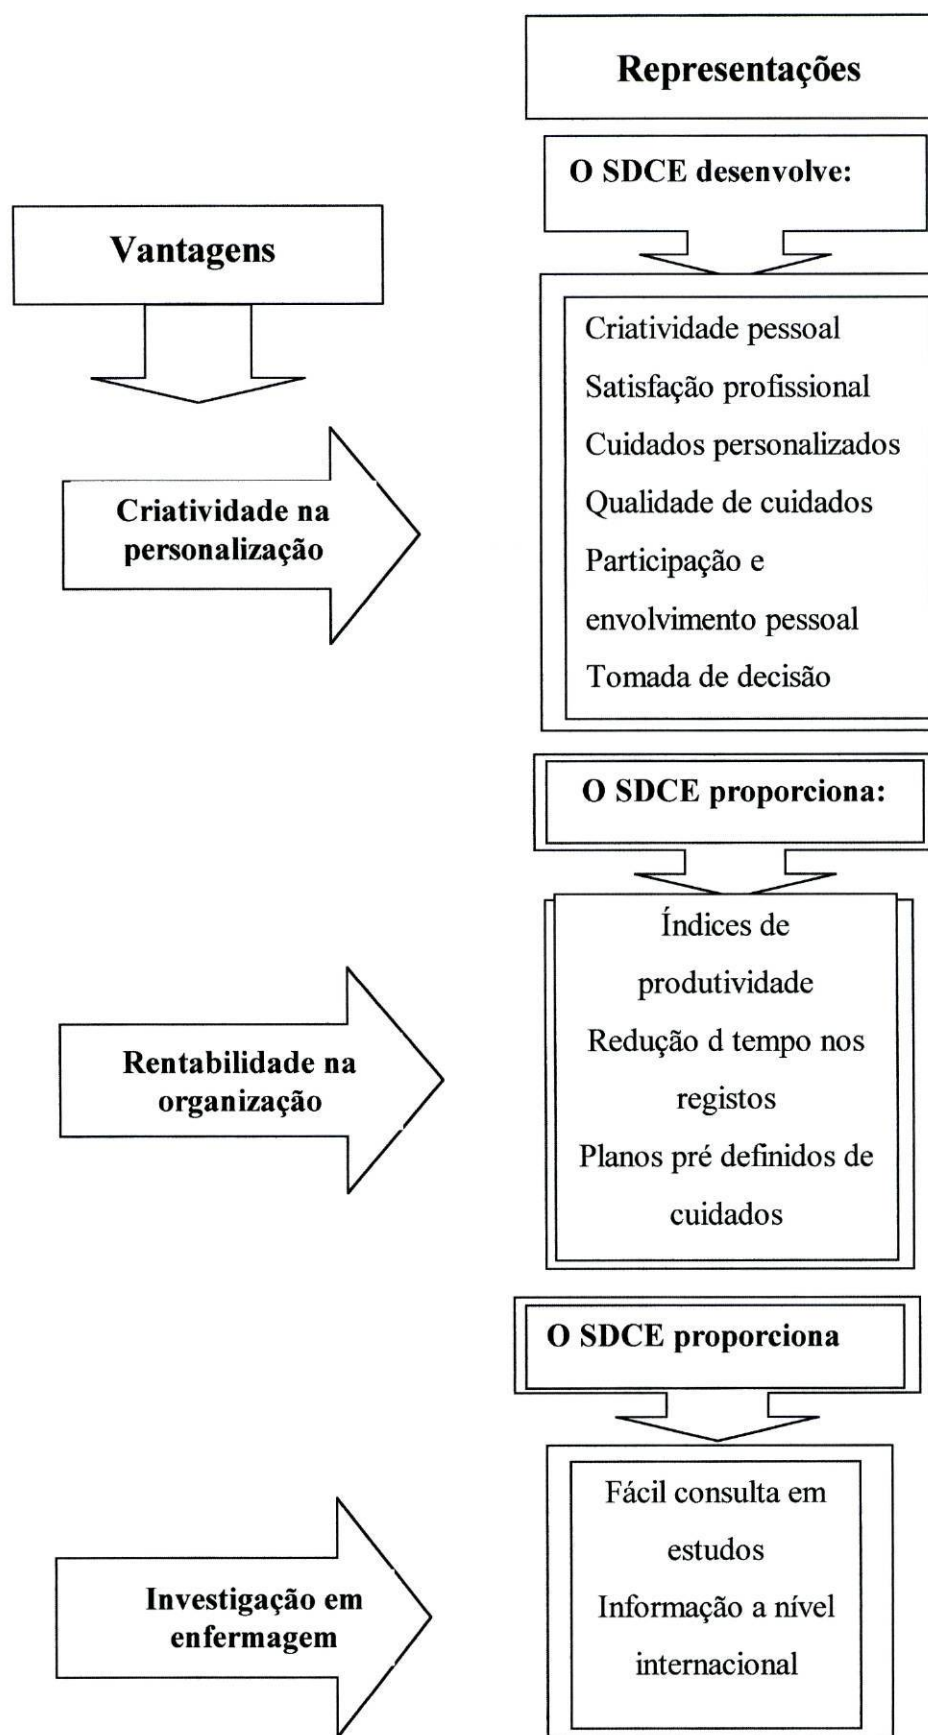 Representações
O SDCE desenvolve:
Vantagens
Criatividade pessoal
Satisfação profissional
Cuidados personalizados
Qualidade de cuidados
Participação e
envolvimento pessoal
Tomada de decisão
Criatividade na
personalização
O SDCE proporciona:
Índices de
produtividade
Redução d tempo nos
registos
Planos pré definidos de
cuidados
Rentabilidade na
organização
O SDCE proporciona
Fácil consulta em
estudos
Informação a nível
internacional
Investigação em
enfermagem